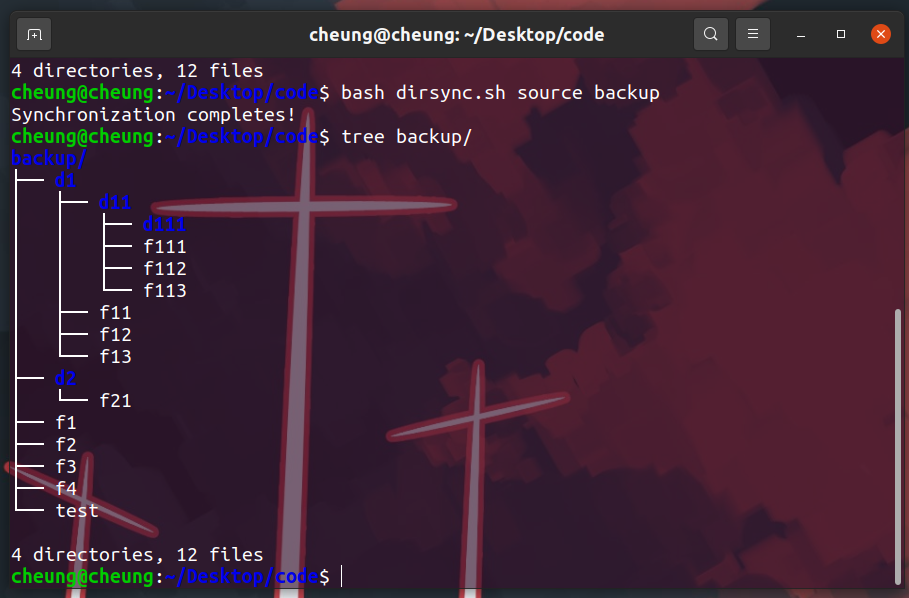 cheung@cheung: ~/Desktop/code
4 directories, 12 files
cheung@cheung:~/Desktop/code$ bash dirsync.sh source backup
Synchronization completes!
cheung@cheung:~/Desktop/code$ tree backup/
backup/
├── d1
│   ├── d11
│   │   ├── d111
│   │   ├── f111
│   │   ├── f112
│   │   └── f113
│   ├── f11
│   ├── f12
│   └── f13
├── d2
│   └── f21
├── f1
├── f2
├── f3
├── f4
└── test
4 directories, 12 files
cheung@cheung:~/Desktop/code$